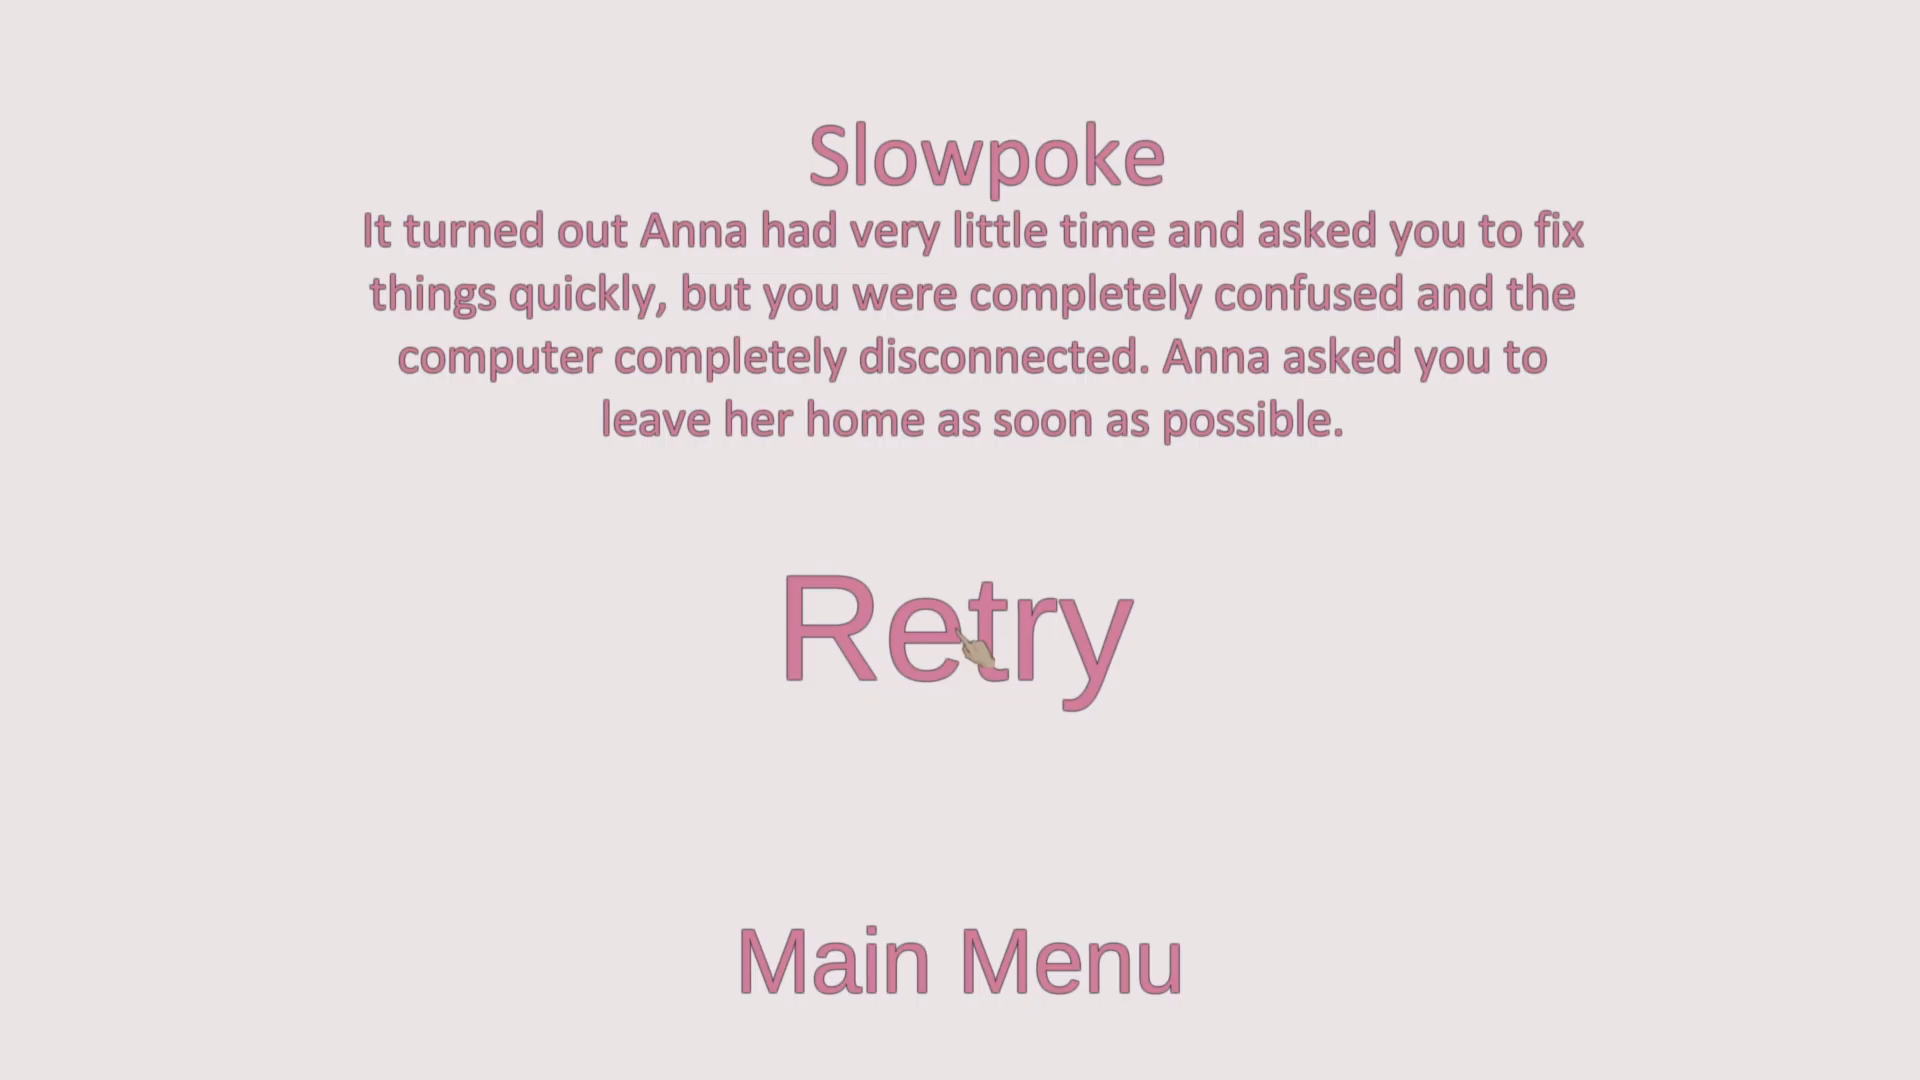 Slowpoke
It turned out Anna had very little time and asked you to fix
things quickly, but you were completely confused and the
computer completely disconnected. Anna asked you to
leave her home as soon as possible.
Retry
Main Menu